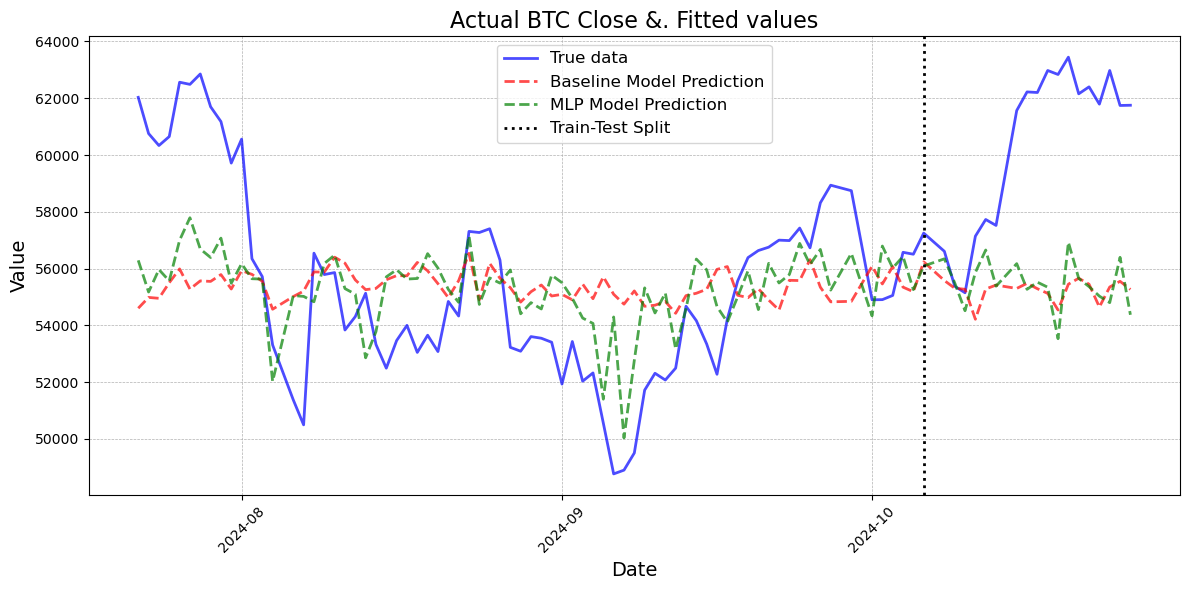 Actual BTC Close &. Fitted values
True data
Baseline Model Prediction
MLP Model Prediction
Train-Test Split
Value
64000
62000
60000
58000
56000
54000
52000
50000
2024-08
2024-09
2024-10
Date